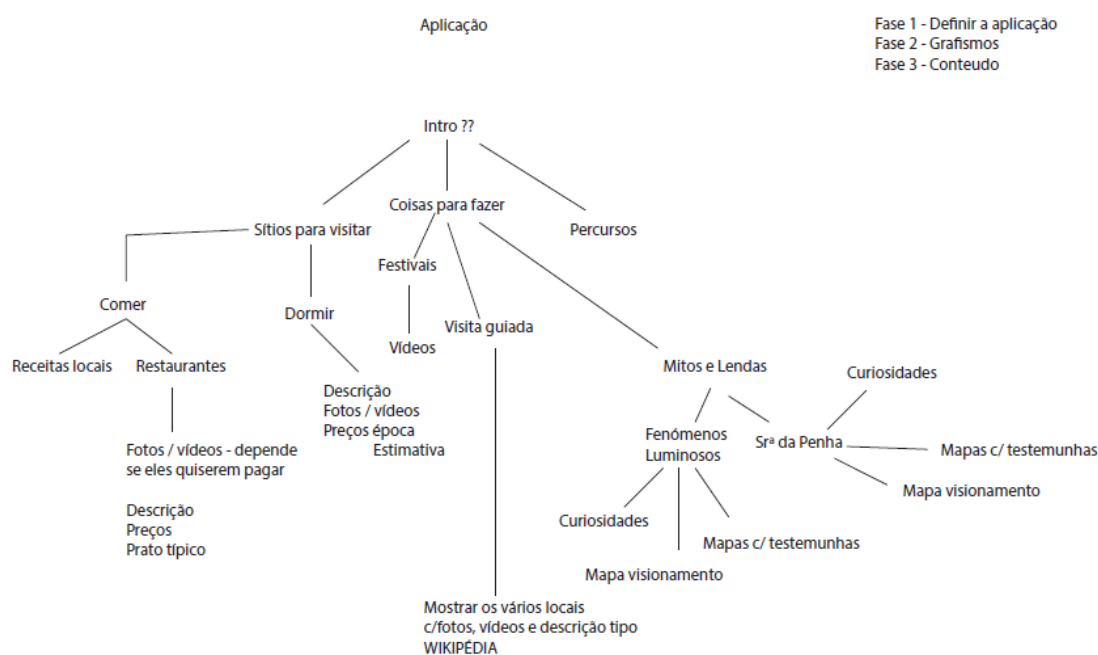 Aplicação
Fase 1 - Definir a aplicação
Fase 2 - Grafismos
Fase 3 - Conteudo
Intro ??
Sítios para visitar
Coisas para fazer
Percursos
Comer
Dormir
Festivais
Visita guiada
Vídeos
Receitas locais
Restaurantes
Fotos / vídeos - depende
se eles quiserem pagar
Descrição
Preços
Prato típico
Descrição
Fotos / vídeos
Preços época
Estimativa
Mitos e Lendas
Curiosidades
Fenómenos
Luminosos
Srª da Penha
Mapas c/ testemunhas
Mapa visionamento
Curiosidades
Mapas c/ testemunhas
Mapa visionamento
Mostrar os vários locais
c/fotos, vídeos e descrição tipo
WIKIPÉDIA